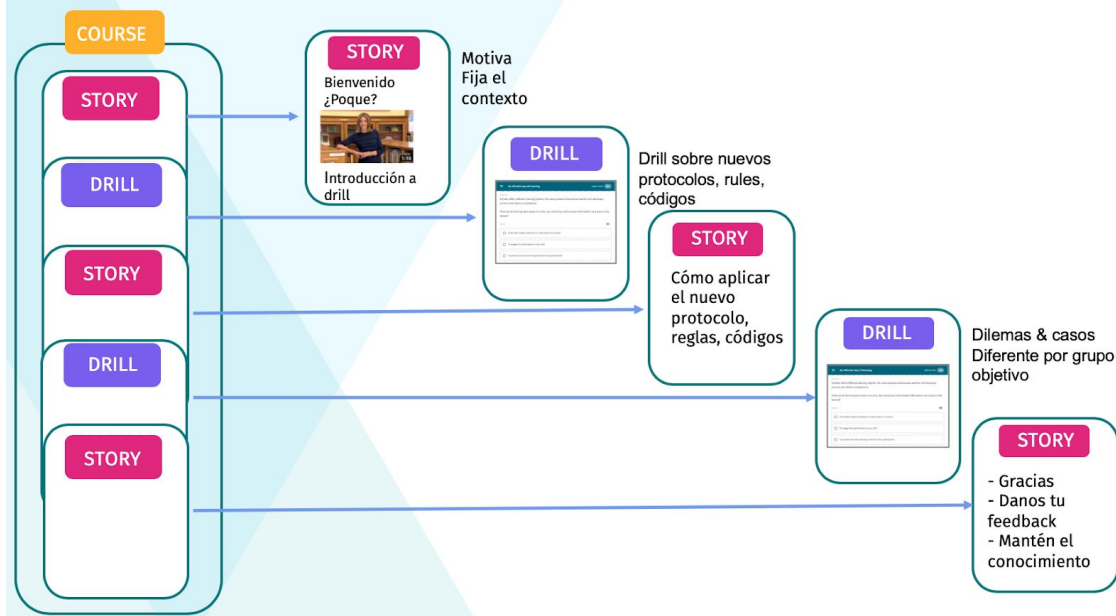 COURSE
STORY
DRILL
STORY
DRILL
STORY
STORY
Bienvenido
¿Poque?
1:10
Introducción a
drill
Motiva
Fija el
contexto
DRILL
Drill sobre nuevos
protocolos, rules,
códigos
STORY
Cómo aplicar
el nuevo
protocolo,
reglas, códigos
DRILL
Dilemas & casos
Diferente por grupo
objetivo
STORY
- Gracias
- Danos tu
feedback
- Mantén el
conocimiento